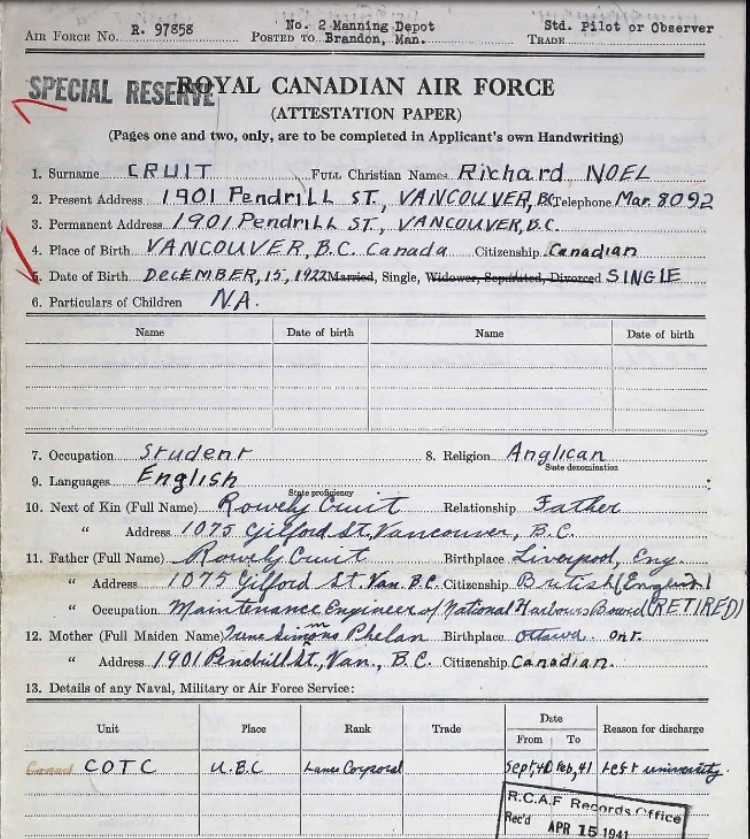 AIR FORCE NO. R. 97858 POSTED TO No. 2 Manning Depot Brandon, Man. TRADE Std. Pilot or Observer
SPECIAL RESERVE
ROYAL CANADIAN AIR FORCE
(ATTESTATION PAPER)
(Pages one and two, only, are to be completed in Applicant's own Handwriting)
1. Surname CRUIT Full Christian Names Richard NOEL
2. Present Address 1901 Pendrill ST., VANCOUVER, BC Telephone Mar. 8092
3. Permanent Address 1901 Pendrill ST., VANCOUVER, B.C.
4. Place of Birth VANCOUVER, B.C. Canada Citizenship Canadian
5. Date of Birth DECEMBER, 15, 1922 Married, Single, Widower, Separated, Divorced SINGLE
6. Particulars of Children NA.
Name Date of birth Name Date of birth
7. Occupation Student 8. Religion Anglican
State denomination
9. Languages English
State proficiency
10. Next of Kin (Full Name) Rowely Cruit Relationship Father
" Address 1075 Gilford St, Vancouver, B.C.
11. Father (Full Name) Rowely Cruit Birthplace Liverpool, Eng.
" Address 1075 Gilford St. Van. B.C. Citizenship British (England)
" Occupation Maintenance Engineer of National Harbours Board (RETIRED)
12. Mother (Full Maiden Name) Irene Simmons Phelan Birthplace Ottawa. Ont.
" Address 1901 Pendrill St., Van., B.C. Citizenship Canadian.
13. Details of any Naval, Military or Air Force Service:
Unit Place Rank Trade Date From To Reason for discharge
COTC U.B.C Lance Corporal Sept, 40 Feb, 41 Left university.
R.C.A.F Records Office
Rec'd APR 15 1941